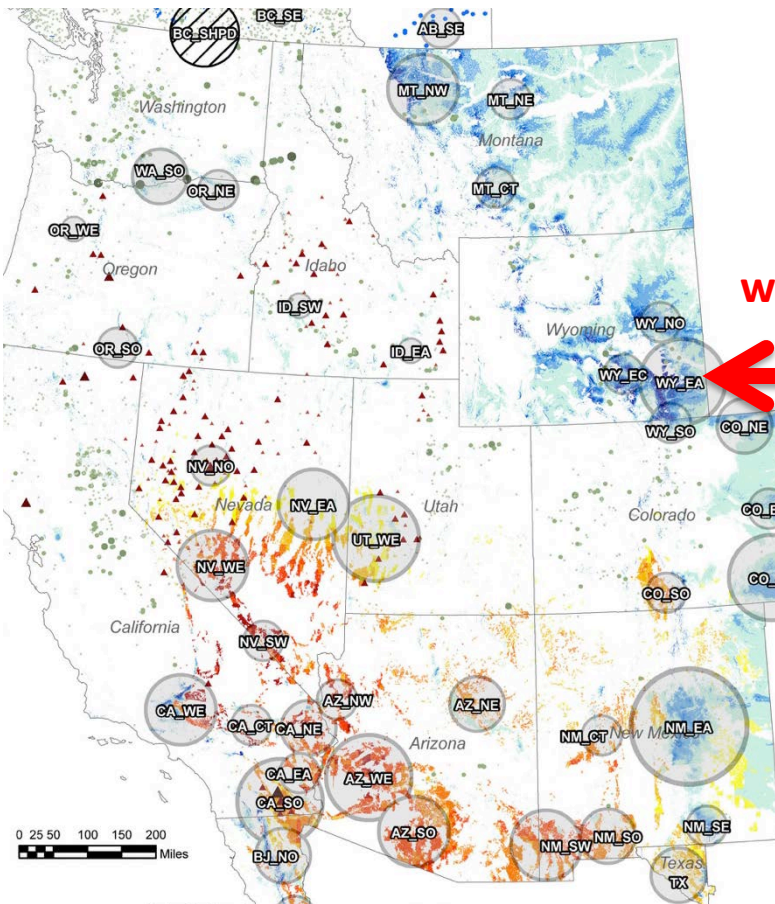 BC_SE
BC_SHPD
AB_SE
MT_NW
MT_NE
Washington
Montana
WA_SO
MT_CT
OR_NE
OR_WE
Oregon
Idaho
W
ID_SW
WY_NO
Wyoming
OR_SO
ID_EA
WY_EC
WY_EA
WY_SO
CO_NE
NV_NO
Nevada
NV_EA
Utah
Colorado
UT_WE
NV_WE
CO_SO
California
NV_SW
AZ_NW
AZ_NE
CA_WE
CA_CT
CA_NE
NM_CT
NM_EA
Arizona
CA_EA
AZ_WE
CA_SO
NM_SE
AZ_SO
NM_SO
NM_SW
0 25 50 100 150 200
Miles
BJ_NO
Texas
TX